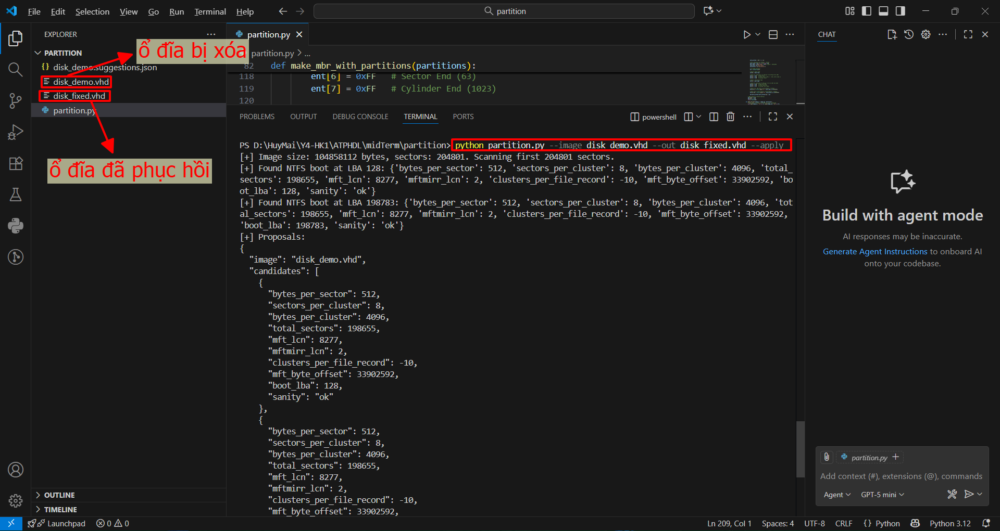 File Edit Selection View Go Run Terminal Help
partition
EXPLORER
PARTITION
disk_demo.suggestions.json
disk_demo.vhd
disk_fixed.vhd
partition.py
ổ đĩa bị xóa
ổ đĩa đã phục hồi
OUTLINE
TIMELINE
partition.py
partition.py > ...
82 def make_mbr_with_partitions(partitions):
118 ent[6] = 0xFF # Sector End (63)
119 ent[7] = 0xFF # Cylinder End (1023)
120
PROBLEMS OUTPUT DEBUG CONSOLE TERMINAL PORTS
powershell
PS D:\HuyMai\Y4-HK1\ATPHDL\midTerm\partition> python partition.py --image disk_demo.vhd --out disk_fixed.vhd --apply
[+] Image size: 104858112 bytes, sectors: 204801. Scanning first 204801 sectors.
[+] Found NTFS boot at LBA 128: {'bytes_per_sector': 512, 'sectors_per_cluster': 8, 'bytes_per_cluster': 4096, 'total_
sectors': 198655, 'mft_lcn': 8277, 'mftmirr_lcn': 2, 'clusters_per_file_record': -10, 'mft_byte_offset': 33902592, 'bo
ot_lba': 128, 'sanity': 'ok'}
[+] Found NTFS boot at LBA 198783: {'bytes_per_sector': 512, 'sectors_per_cluster': 8, 'bytes_per_cluster': 4096, 'tot
al_sectors': 198655, 'mft_lcn': 8277, 'mftmirr_lcn': 2, 'clusters_per_file_record': -10, 'mft_byte_offset': 33902592,
'boot_lba': 198783, 'sanity': 'ok'}
[+] Proposals:
{
"image": "disk_demo.vhd",
"candidates": [
{
"bytes_per_sector": 512,
"sectors_per_cluster": 8,
"bytes_per_cluster": 4096,
"total_sectors": 198655,
"mft_lcn": 8277,
"mftmirr_lcn": 2,
"clusters_per_file_record": -10,
"mft_byte_offset": 33902592,
"boot_lba": 128,
"sanity": "ok"
},
{
"bytes_per_sector": 512,
"sectors_per_cluster": 8,
"bytes_per_cluster": 4096,
"total_sectors": 198655,
"mft_lcn": 8277,
"mftmirr_lcn": 2,
"clusters_per_file_record": -10,
"mft_byte_offset": 33902592,
CHAT
Build with agent mode
AI responses may be inaccurate.
Generate Agent Instructions to onboard AI
onto your codebase.
partition.py
Add context (#), extensions (@), commands
Agent GPT-5 mini
Launchpad 0 0
Ln 209, Col 1 Spaces: 4 UTF-8 CRLF {} Python Python 3.12